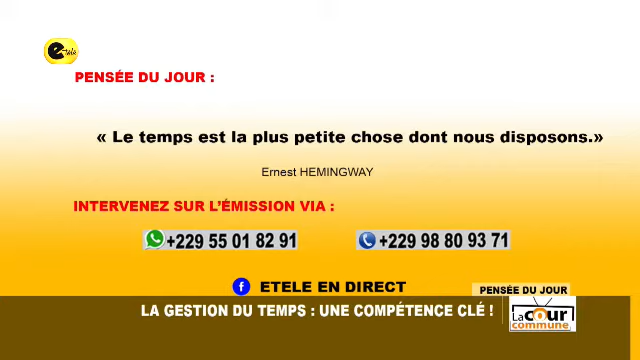 e-tele
PENSÉE DU JOUR :
« Le temps est la plus petite chose dont nous disposons.»
Ernest HEMINGWAY
INTERVENEZ SUR L'ÉMISSION VIA :
+229 55 01 82 91
+229 98 80 93 71
f ETELE EN DIRECT
PENSÉE DU JOUR
LA GESTION DU TEMPS : UNE COMPÉTENCE CLÉ !
La cour
commune